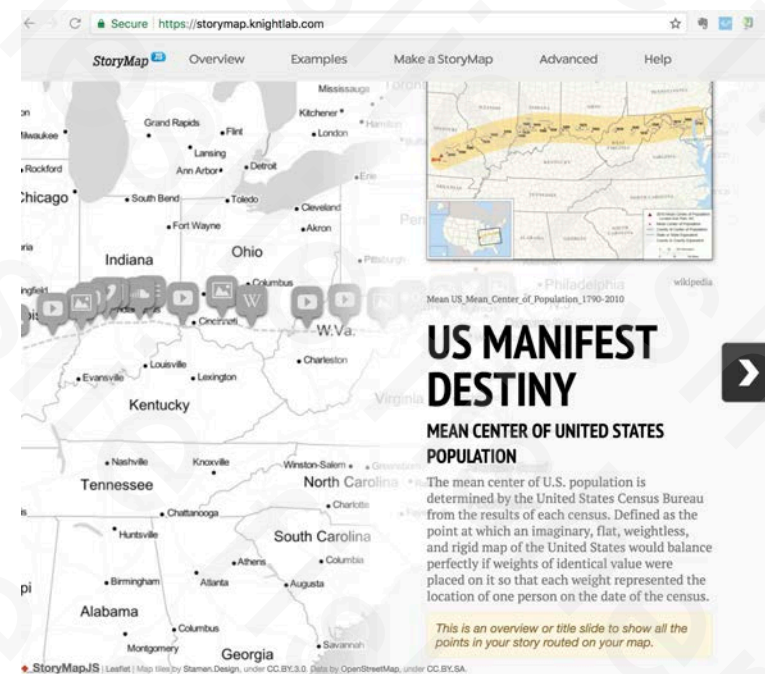 Secure https://storymap.knightlab.com
StoryMap JS Overview Examples Make a StoryMap Advanced Help
Mississauga
Kitchener
Grand Rapids
Flint
London
Hamilton
Lansing
Ann Arbor
Detroit
Rockford
Erie
Chicago
South Bend
Toledo
Cleveland
Fort Wayne
Akron
Indiana
Ohio
Pittsburgh
Columbus
Philadelphia
wikipedia
W
Cincinnati
W.Va.
Mean US_Mean_Center_of_Population_1790-2010
US MANIFEST
DESTINY
Louisville
Charleston
Evansville
Lexington
Kentucky
Virginia
MEAN CENTER OF UNITED STATES
POPULATION
Nashville
Knoxville
Winston-Salem
Tennessee
North Carolina
Charlotte
Chattanooga
Huntsville
South Carolina
Athens
Columbia
Birmingham
Atlanta
Augusta
Alabama
Columbus
Montgomery
Georgia
Savannah
The mean center of U.S. population is
determined by the United States Census Bureau
from the results of each census. Defined as the
point at which an imaginary, flat, weightless,
and rigid map of the United States would balance
perfectly if weights of identical value were
placed on it so that each weight represented the
location of one person on the date of the census.
This is an overview or title slide to show all the
points in your story routed on your map.
StoryMapJS | Leaflet | Map tiles by Stamen Design, under CC BY 3.0. Data by OpenStreetMap, under CC BY SA.